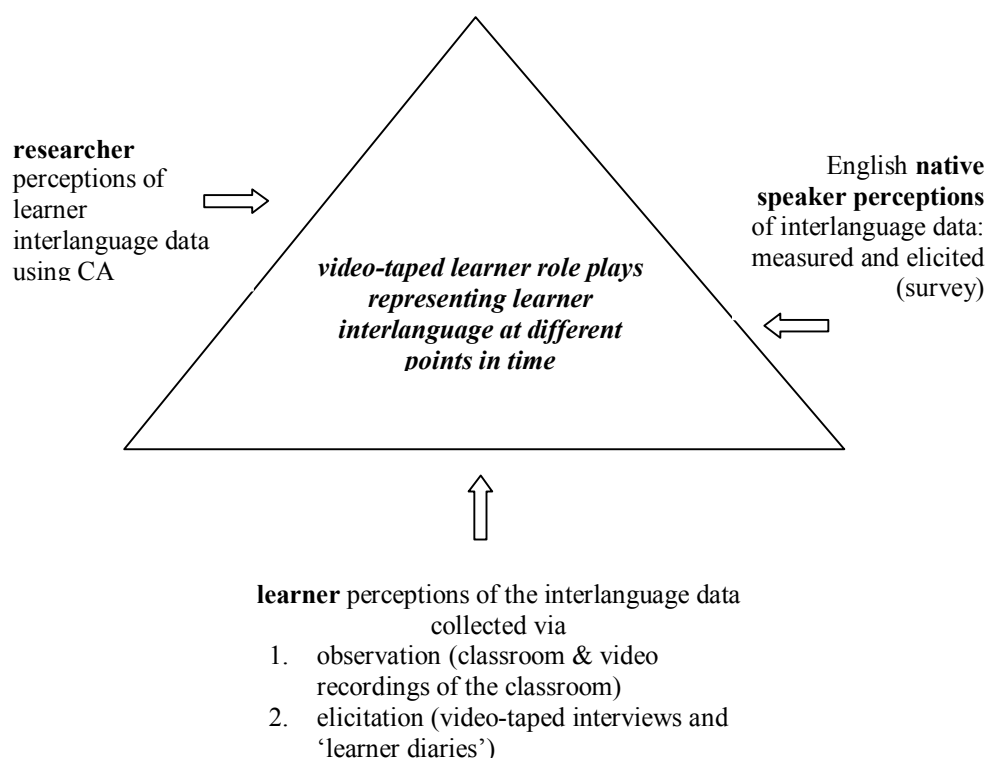 researcher
perceptions of
learner
interlanguage data
using CA
English native
speaker perceptions
of interlanguage data:
measured and elicited
(survey)
video-taped learner role plays
representing learner
interlanguage at different
points in time
learner perceptions of the interlanguage data
collected via
1. observation (classroom & video
recordings of the classroom)
2. elicitation (video-taped interviews and
‘learner diaries’)